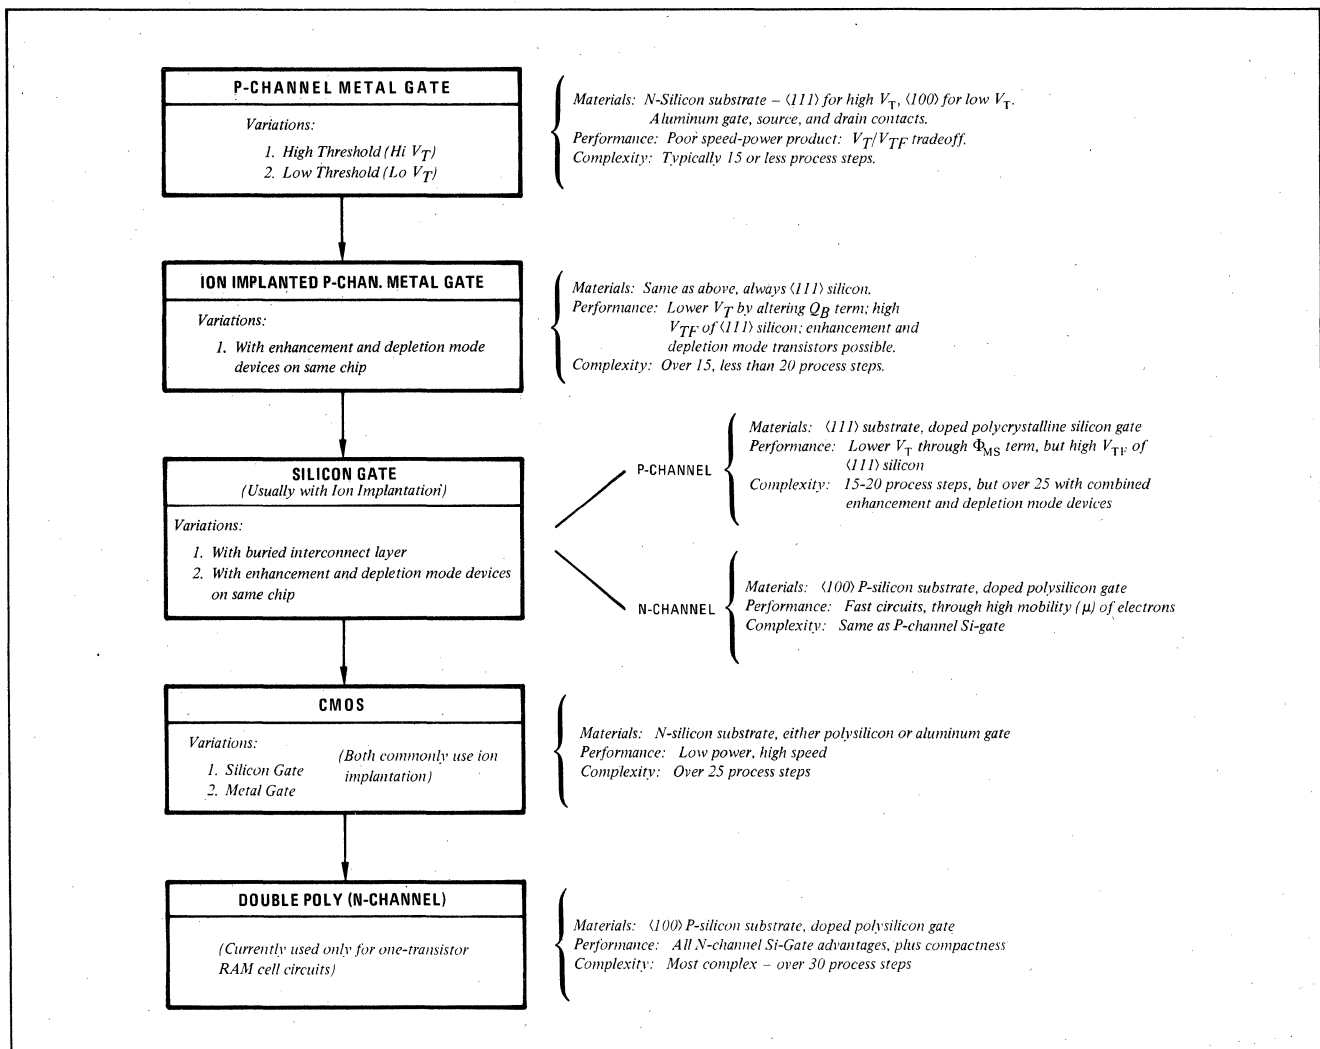 P-CHANNEL METAL GATE
Variations:
1. High Threshold (Hi V_T)
2. Low Threshold (Lo V_T)
Materials: N-Silicon substrate – ⟨111⟩ for high V_T, ⟨100⟩ for low V_T.
Aluminum gate, source, and drain contacts.
Performance: Poor speed-power product: V_T/V_TF tradeoff.
Complexity: Typically 15 or less process steps.
ION IMPLANTED P-CHAN. METAL GATE
Variations:
1. With enhancement and depletion mode
devices on same chip
Materials: Same as above, always ⟨111⟩ silicon.
Performance: Lower V_T by altering Q_B term; high
V_TF of ⟨111⟩ silicon; enhancement and
depletion mode transistors possible.
Complexity: Over 15, less than 20 process steps.
SILICON GATE
(Usually with Ion Implantation)
Variations:
1. With buried interconnect layer
2. With enhancement and depletion mode devices
on same chip
P-CHANNEL
Materials: ⟨111⟩ substrate, doped polycrystalline silicon gate
Performance: Lower V_T through Φ_MS term, but high V_TF of
⟨111⟩ silicon
Complexity: 15-20 process steps, but over 25 with combined
enhancement and depletion mode devices
N-CHANNEL
Materials: ⟨100⟩ P-silicon substrate, doped polysilicon gate
Performance: Fast circuits, through high mobility (μ) of electrons
Complexity: Same as P-channel Si-gate
CMOS
Variations:
1. Silicon Gate
2. Metal Gate
(Both commonly use ion
implantation)
Materials: N-silicon substrate, either polysilicon or aluminum gate
Performance: Low power, high speed
Complexity: Over 25 process steps
DOUBLE POLY (N-CHANNEL)
(Currently used only for one-transistor
RAM cell circuits)
Materials: ⟨100⟩ P-silicon substrate, doped polysilicon gate
Performance: All N-channel Si-Gate advantages, plus compactness
Complexity: Most complex – over 30 process steps